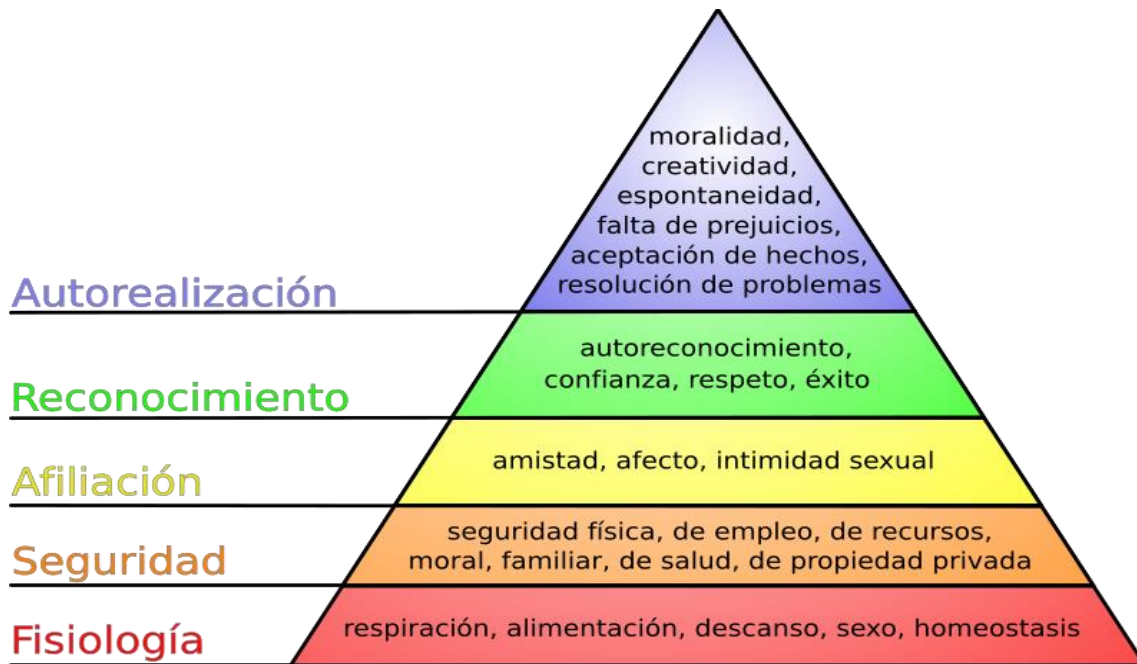 moralidad,
creatividad,
espontaneidad,
falta de prejuicios,
aceptación de hechos,
resolución de problemas
Autorealización
autoreconocimiento,
confianza, respeto, éxito
Reconocimiento
amistad, afecto, intimidad sexual
Afiliación
seguridad física, de empleo, de recursos,
moral, familiar, de salud, de propiedad privada
Seguridad
respiración, alimentación, descanso, sexo, homeostasis
Fisiología